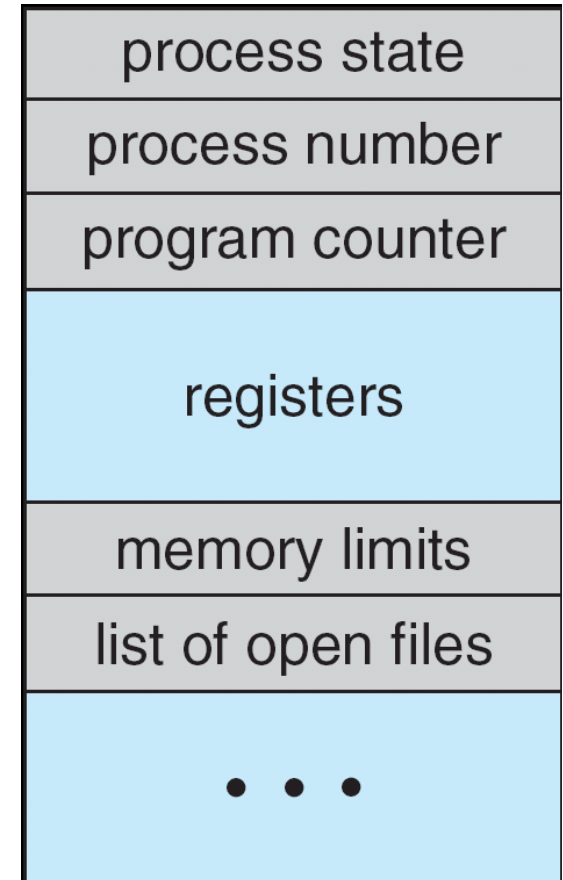 process state
process number
program counter
registers
memory limits
list of open files
• • •